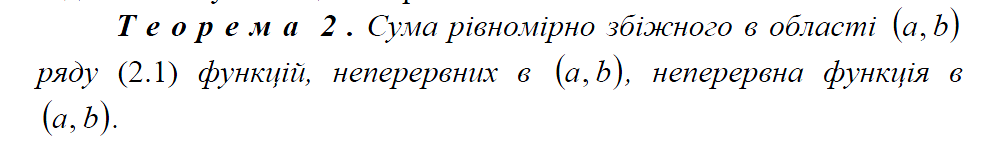 Т е о р е м а 2 . Сума рівномірно збіжного в області (a, b)
ряду (2.1) функцій, неперервних в (a, b), неперервна функція в
(a, b).